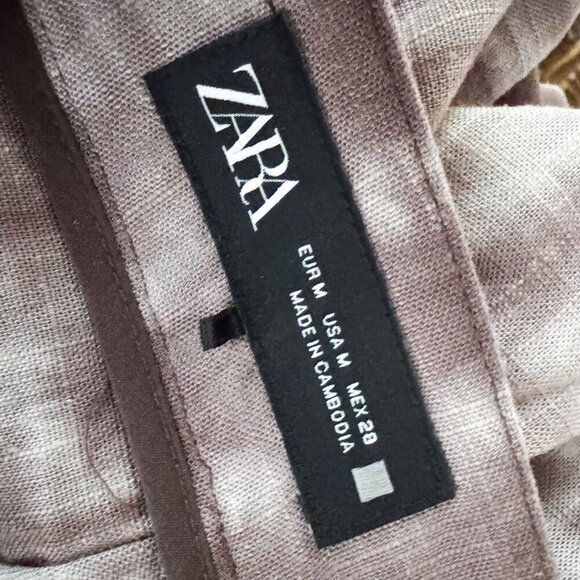 ZARA
EUR M USA M MEX 28
MADE IN CAMBODIA